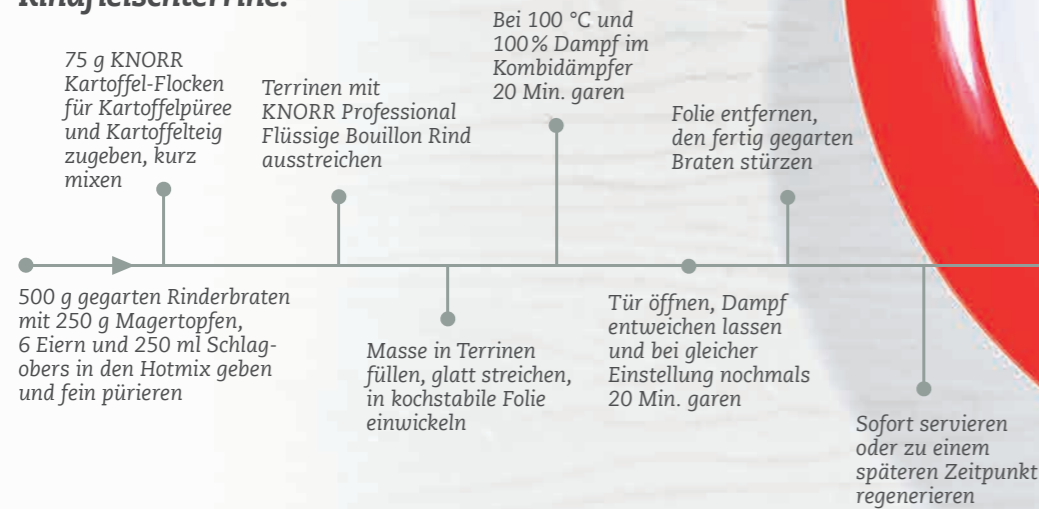 Rindfleischterrine:
500 g gegarten Rinderbraten
mit 250 g Magertopfen,
6 Eiern und 250 ml Schlag-
obers in den Hotmix geben
und fein pürieren
75 g KNORR
Kartoffel-Flocken
für Kartoffelpüree
und Kartoffelteig
zugeben, kurz
mixen
Terrinen mit
KNORR Professional
Flüssige Bouillon Rind
ausstreichen
Masse in Terrinen
füllen, glatt streichen,
in kochstabile Folie
einwickeln
Bei 100 °C und
100% Dampf im
Kombidämpfer
20 Min. garen
Tür öffnen, Dampf
entweichen lassen
und bei gleicher
Einstellung nochmals
20 Min. garen
Folie entfernen,
den fertig gegarten
Braten stürzen
Sofort servieren
oder zu einem
späteren Zeitpunkt
regenerieren